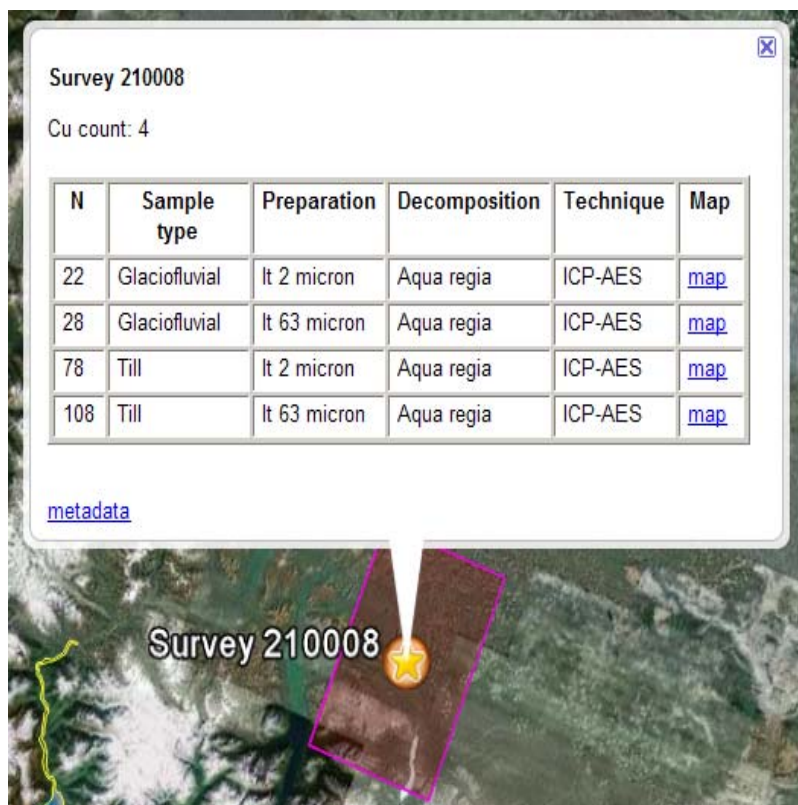 Survey 210008
Cu count: 4
N Sample type Preparation Decomposition Technique Map
22 Glaciofluvial lt 2 micron Aqua regia ICP-AES map
28 Glaciofluvial lt 63 micron Aqua regia ICP-AES map
78 Till lt 2 micron Aqua regia ICP-AES map
108 Till lt 63 micron Aqua regia ICP-AES map
metadata
Survey 210008